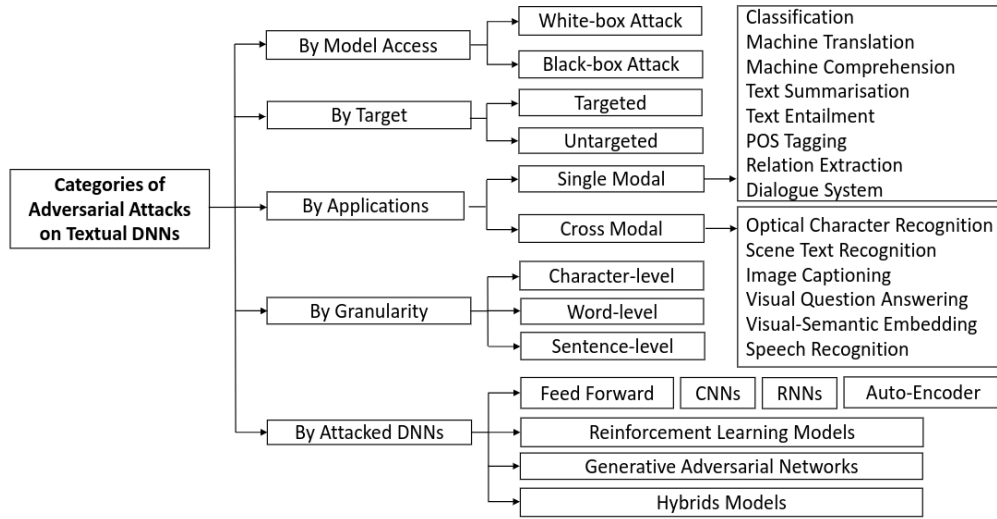 Categories of
Adversarial Attacks
on Textual DNNs
By Model Access
White-box Attack
Black-box Attack
By Target
Targeted
Untargeted
By Applications
Single Modal
Classification
Machine Translation
Machine Comprehension
Text Summarisation
Text Entailment
POS Tagging
Relation Extraction
Dialogue System
Cross Modal
Optical Character Recognition
Scene Text Recognition
Image Captioning
Visual Question Answering
Visual-Semantic Embedding
Speech Recognition
By Granularity
Character-level
Word-level
Sentence-level
By Attacked DNNs
Feed Forward
CNNs
RNNs
Auto-Encoder
Reinforcement Learning Models
Generative Adversarial Networks
Hybrids Models